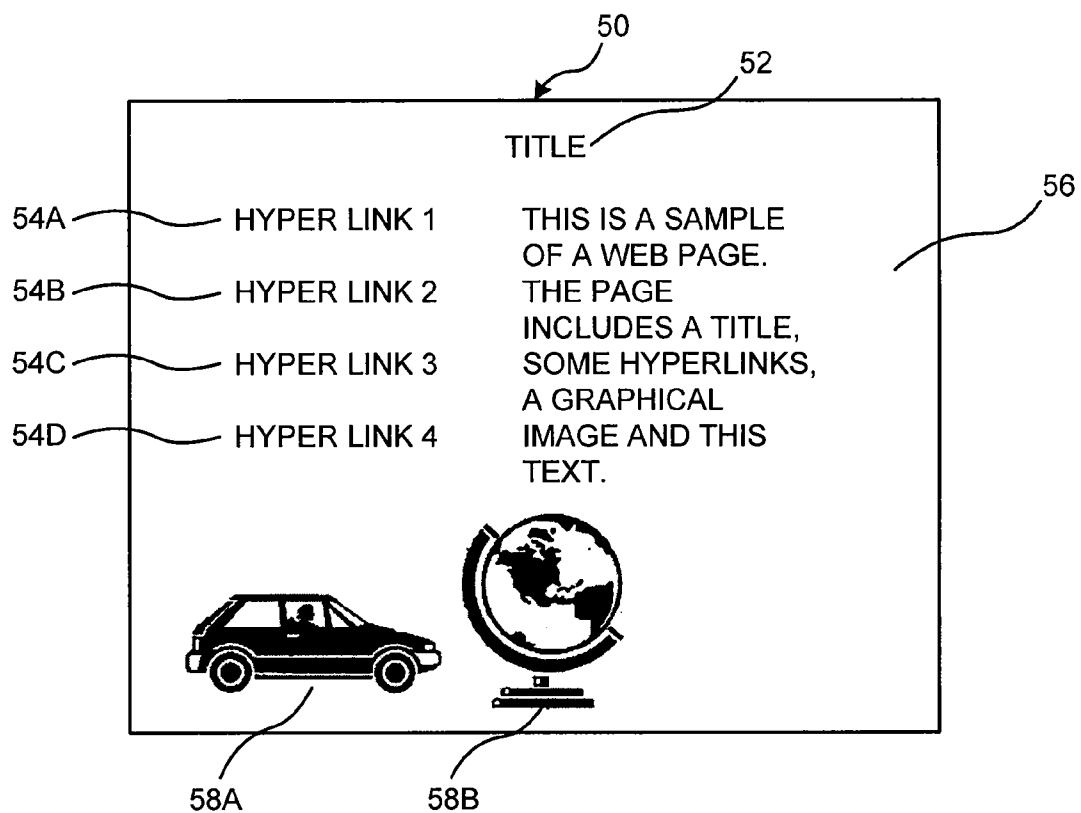 50
52
TITLE
56
54A HYPER LINK 1
54B HYPER LINK 2
54C HYPER LINK 3
54D HYPER LINK 4
THIS IS A SAMPLE
OF A WEB PAGE.
THE PAGE
INCLUDES A TITLE,
SOME HYPERLINKS,
A GRAPHICAL
IMAGE AND THIS
TEXT.
58A
58B